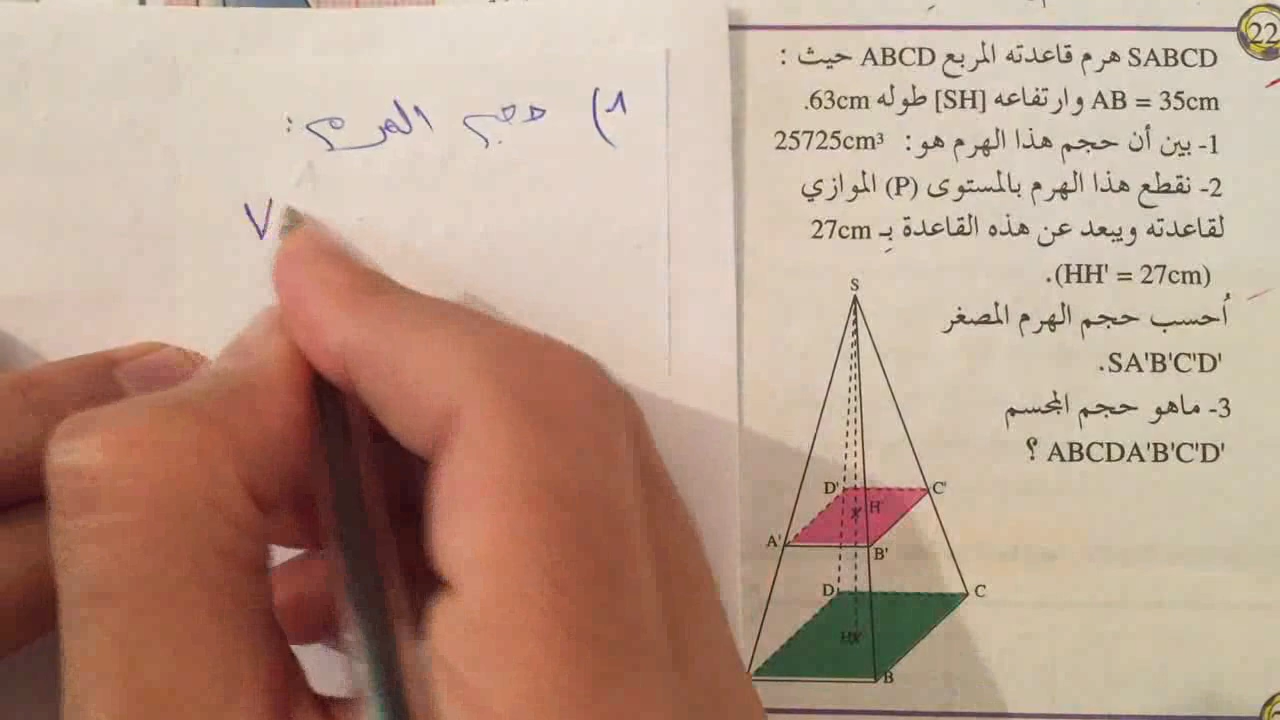 1) حجم الهرم :
V
22
SABCD هرم قاعدته المربع ABCD حيث :
AB = 35cm وارتفاعه [SH] طوله 63cm.
1- بين أن حجم هذا الهرم هو : 25725cm³
2- نقطع هذا الهرم بالمستوى (P) الموازي
لقاعدته ويبعد عن هذه القاعدة بِـ 27cm
(HH' = 27cm).
أُحسب حجم الهرم المصغر
SA'B'C'D'.
3- ماهو حجم المجسم
ABCDA'B'C'D' ؟
S
D' C'
H'
A' B'
D C
H
B